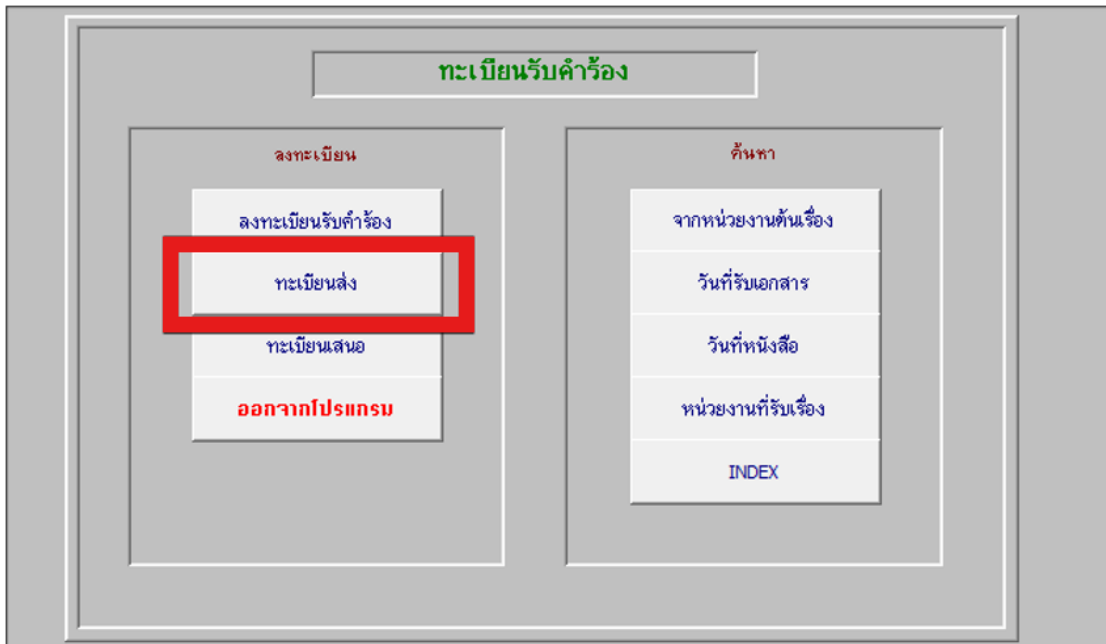 ทะเบียนรับคำร้อง
ลงทะเบียน
ลงทะเบียนรับคำร้อง
ทะเบียนส่ง
ทะเบียนเสนอ
ออกจากโปรแกรม
ค้นหา
จากหน่วยงานต้นเรื่อง
วันที่รับเอกสาร
วันที่หนังสือ
หน่วยงานที่รับเรื่อง
INDEX